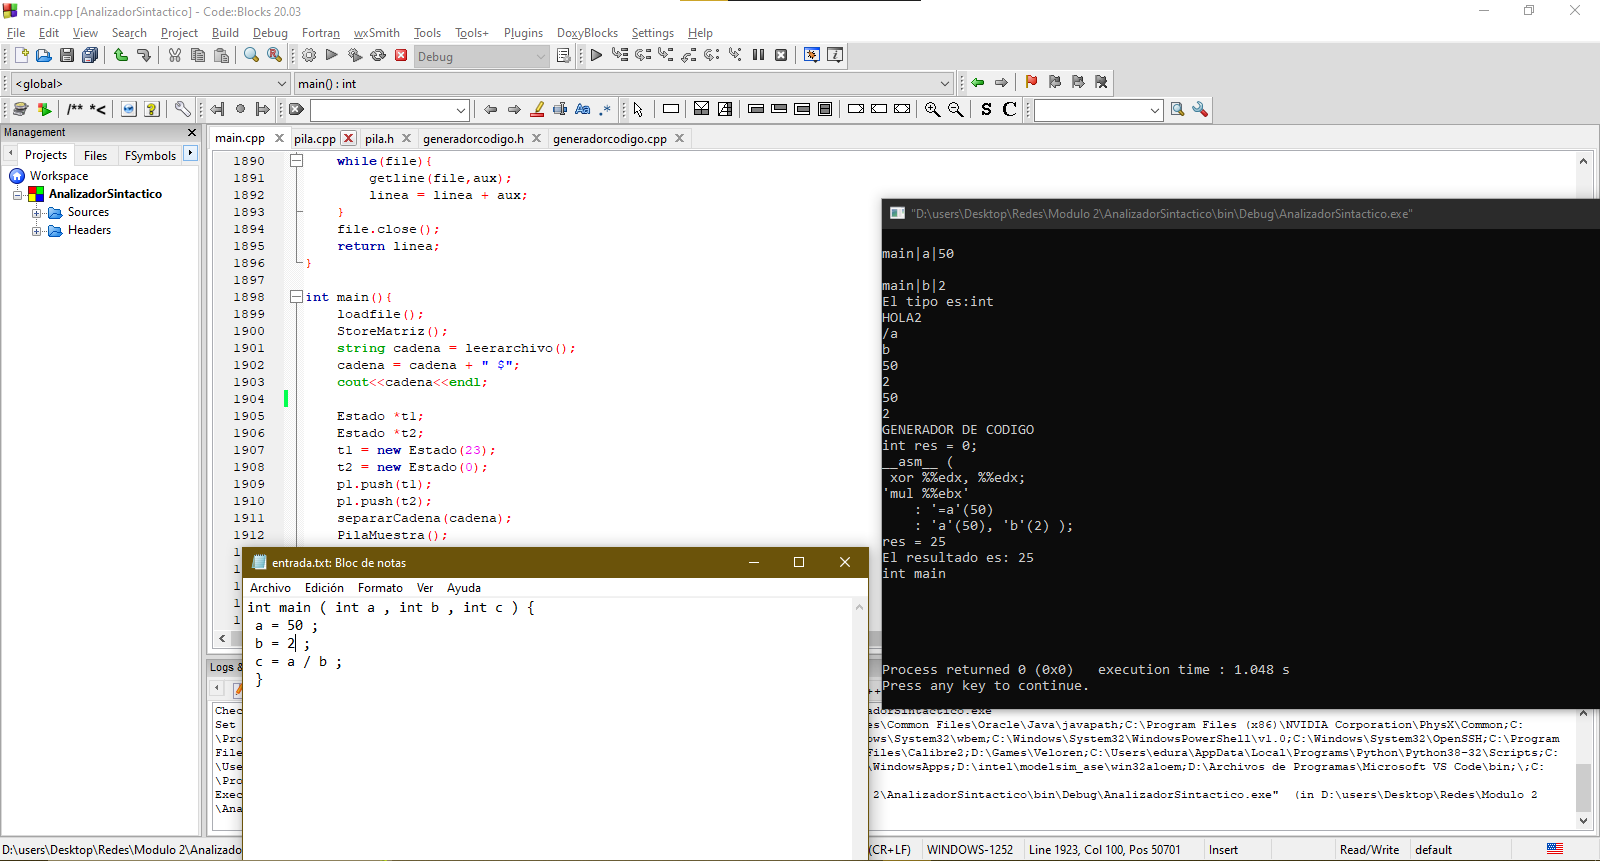 main.cpp [AnalizadorSintactico] - Code::Blocks 20.03
File Edit View Search Project Build Debug Fortran wxSmith Tools Tools+ Plugins DoxyBlocks Settings Help
Debug
<global>
main() : int
/** *<
S C
Management
Projects Files FSymbols
Workspace
AnalizadorSintactico
Sources
Headers
main.cpp pila.cpp pila.h generadorcodigo.h generadorcodigo.cpp
1890 while(file){
1891 getline(file,aux);
1892 linea = linea + aux;
1893 }
1894 file.close();
1895 return linea;
1896 }
1897
1898 int main(){
1899 loadfile();
1900 StoreMatriz();
1901 string cadena = leerarchivo();
1902 cadena = cadena + " $";
1903 cout<<cadena<<endl;
1904
1905 Estado *t1;
1906 Estado *t2;
1907 t1 = new Estado(23);
1908 t2 = new Estado(0);
1909 p1.push(t1);
1910 p1.push(t2);
1911 separarCadena(cadena);
1912 PilaMuestra();
"D:\users\Desktop\Redes\Modulo 2\AnalizadorSintactico\bin\Debug\AnalizadorSintactico.exe"
main|a|50
main|b|2
El tipo es:int
HOLA2
/a
b
50
2
50
2
GENERADOR DE CODIGO
int res = 0;
__asm__ (
xor %%edx, %%edx;
'mul %%ebx'
: '=a'(50)
: 'a'(50), 'b'(2) );
res = 25
El resultado es: 25
int main
Process returned 0 (0x0) execution time : 1.048 s
Press any key to continue.
entrada.txt: Bloc de notas
Archivo Edición Formato Ver Ayuda
int main ( int a , int b , int c ) {
a = 50 ;
b = 2 ;
c = a / b ;
}
Logs &
Chec adorSintactico.exe
Set es\Common Files\Oracle\Java\javapath;C:\Program Files (x86)\NVIDIA Corporation\PhysX\Common;C:
\Pro ows\System32\wbem;C:\Windows\System32\WindowsPowerShell\v1.0;C:\Windows\System32\OpenSSH;C:\Program
File Files\Calibre2;D:\Games\Veloren;C:\Users\edura\AppData\Local\Programs\Python\Python38-32\Scripts;C:
\Use \WindowsApps;D:\intel\modelsim_ase\win32aloem;D:\Archivos de Programas\Microsoft VS Code\bin;\;C:
\Pro
Exec 2\AnalizadorSintactico\bin\Debug\AnalizadorSintactico.exe" (in D:\users\Desktop\Redes\Modulo 2
\Ana
D:\users\Desktop\Redes\Modulo 2\Analizado (CR+LF) WINDOWS-1252 Line 1923, Col 100, Pos 50701 Insert Read/Write default